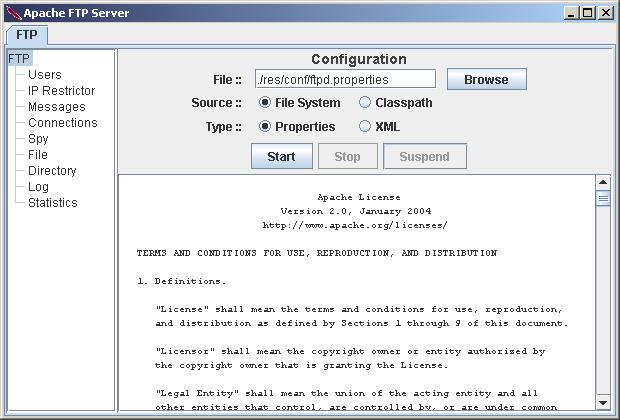 Apache FTP Server
FTP
FTP
Users
IP Restrictor
Messages
Connections
Spy
File
Directory
Log
Statistics
Configuration
File :: ./res/conf/ftpd.properties Browse
Source :: File System Classpath
Type :: Properties XML
Start Stop Suspend
Apache License
Version 2.0, January 2004
http://www.apache.org/licenses/
TERMS AND CONDITIONS FOR USE, REPRODUCTION, AND DISTRIBUTION
1. Definitions.
"License" shall mean the terms and conditions for use, reproduction,
and distribution as defined by Sections 1 through 9 of this document.
"Licensor" shall mean the copyright owner or entity authorized by
the copyright owner that is granting the License.
"Legal Entity" shall mean the union of the acting entity and all
other entities that control, are controlled by, or are under common